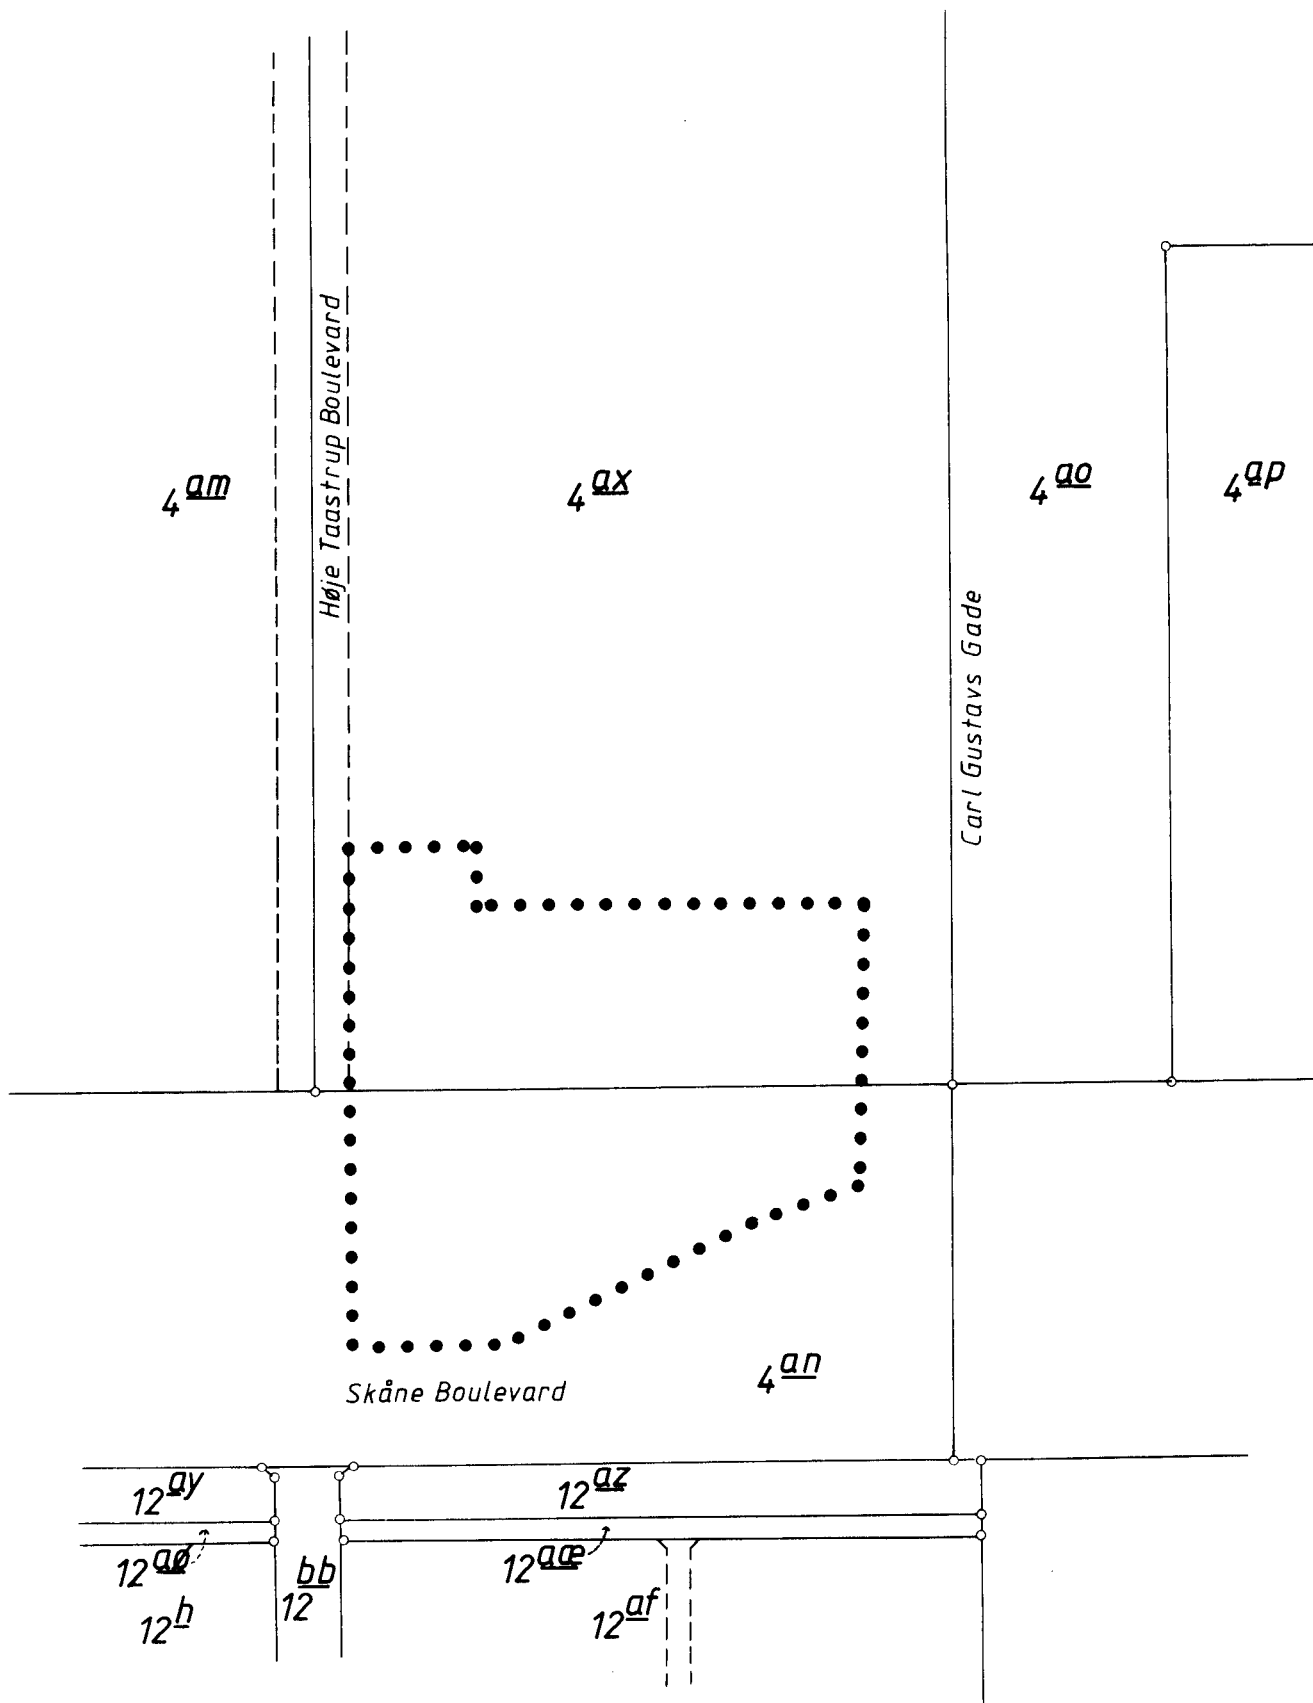 Høje Taastrup Boulevard
4am
4ax
4ao
4ap
Carl Gustavs Gade
4an
Skåne Boulevard
12ay
12az
12aø
12bb
12aæ
12h
12af